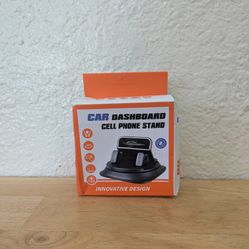 CAR DASHBOARD
CELL PHONE STAND
INNOVATIVE DESIGN